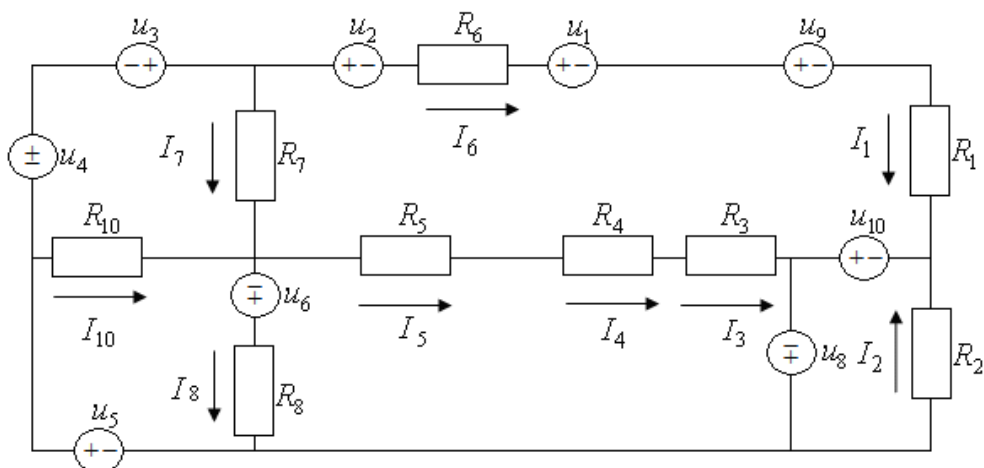 u3 u2 R6 u1 u9
−+ +− +− +−
I7 R7 I6 I1 R1
± u4
R10 R5 R4 R3 u10
+−
∓ u6
I10 I5 I4 I3
∓ u8 I2 R2
I8 R8
u5
+−